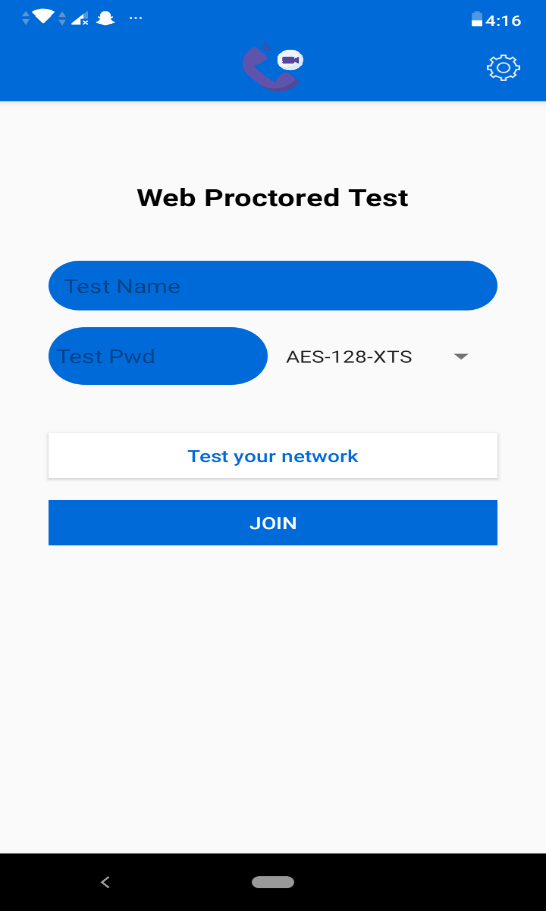 4:16
Web Proctored Test
Test Name
Test Pwd AES-128-XTS
Test your network
JOIN